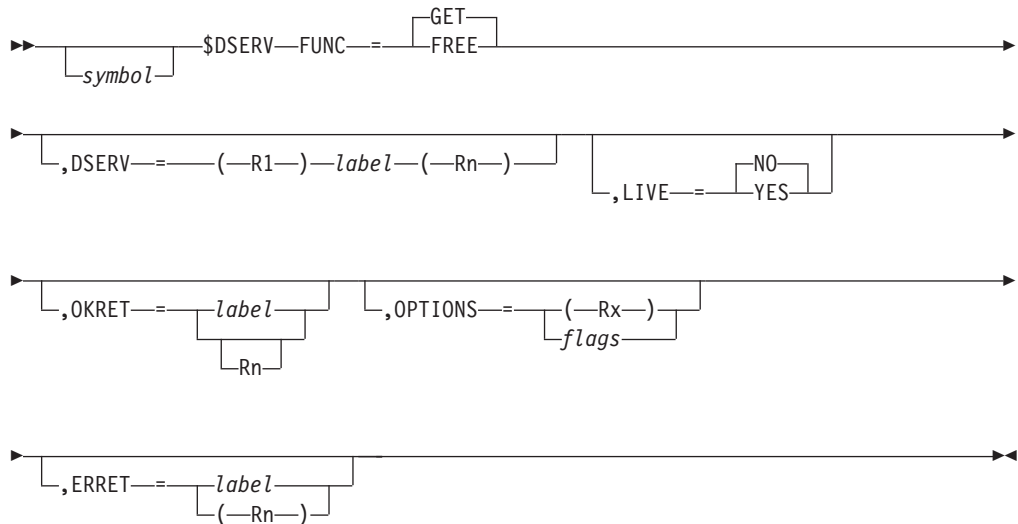 GET
$DSERV FUNC = FREE
symbol
,DSERV = ( R1 ) label ( Rn )
NO
,LIVE = YES
,OKRET = label
Rn
,OPTIONS = ( Rx )
flags
,ERRET = label
( Rn )